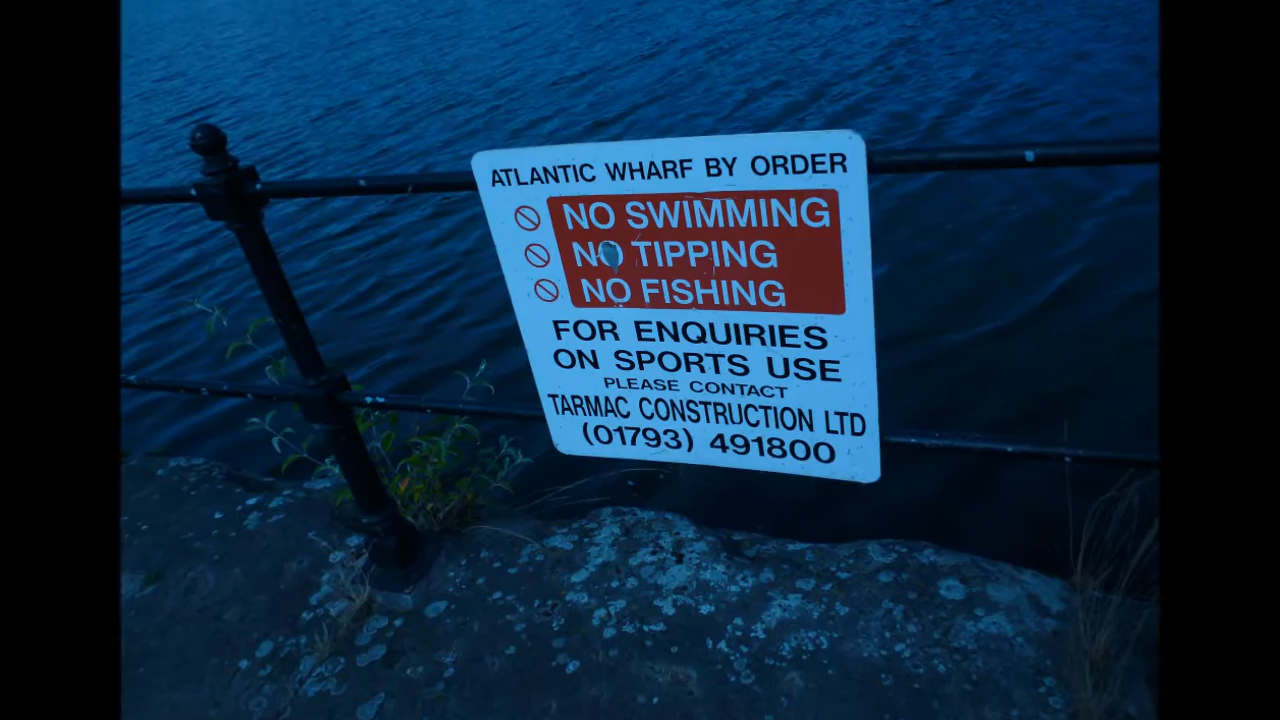 ATLANTIC WHARF BY ORDER
NO SWIMMING
NO TIPPING
NO FISHING
FOR ENQUIRIES
ON SPORTS USE
PLEASE CONTACT
TARMAC CONSTRUCTION LTD
(01793) 491800